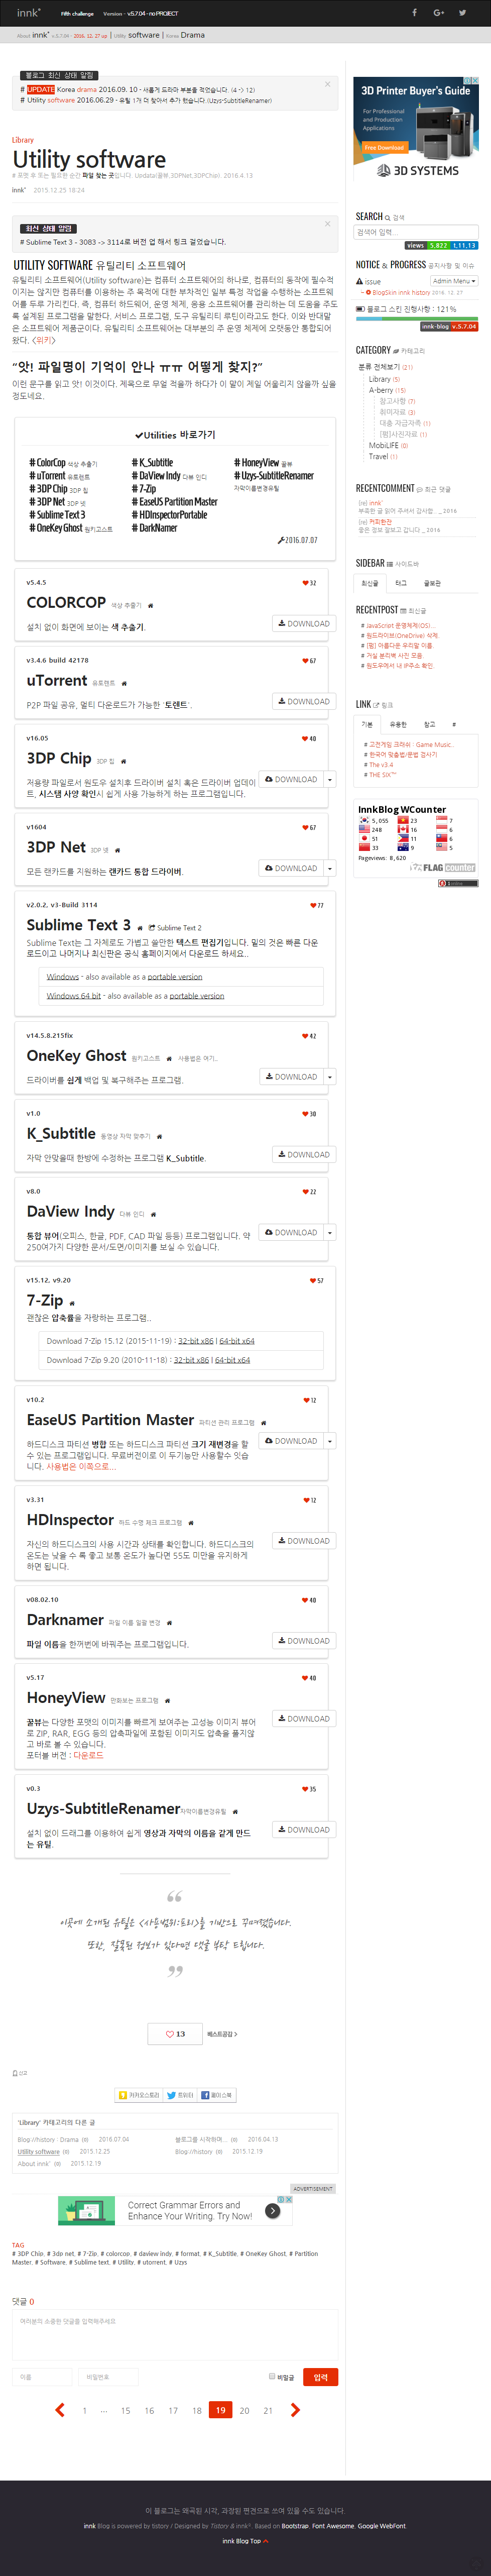 innk° Fifth challenge Version - v.5.7.04 - no PROJECT
About innk° v.5.7.04 - 2016. 12. 27 up | Utility software | Korea Drama
블로그 최신 상태 알림
# UPDATE Korea drama 2016.09. 10 - 새롭게 드라마 부분을 적었습니다. (4 -> 12)
# Utility software 2016.06.29 - 유틸 1개 더 찾아서 추가 했습니다.(Uzys-SubtitleRenamer)
Library
Utility software
# 포맷 후 또는 필요한 순간 파일 찾는 곳입니다. Update(꿀뷰,3DPNet,3DPChip). 2016.4.13
innk° 2015.12.25 18:24
최신 상태 알림
# Sublime Text 3 - 3083 -> 3114로 버전 업 해서 링크 걸었습니다.
UTILITY SOFTWARE 유틸리티 소프트웨어
유틸리티 소프트웨어(Utility software)는 컴퓨터 소프트웨어의 하나로, 컴퓨터의 동작에 필수적
이지는 않지만 컴퓨터를 이용하는 주 목적에 대한 부차적인 일부 특정 작업을 수행하는 소프트웨
어를 두루 가리킨다. 즉, 컴퓨터 하드웨어, 운영 체제, 응용 소프트웨어를 관리하는 데 도움을 주도
록 설계된 프로그램을 말한다. 서비스 프로그램, 도구 유틸리티 루틴이라고도 한다. 이와 반대말
은 소프트웨어 제품군이다. 유틸리티 소프트웨어는 대부분의 주 운영 체제에 오랫동안 통합되어
왔다. <위키>
“앗! 파일명이 기억이 안나 ㅠㅠ 어떻게 찾지?”
이런 문구를 읽고 앗! 이것이다. 제목으로 무얼 적을까 하다가 이 말이 제일 어울리지 않을까 싶을
정도네요.
Utilities 바로가기
# ColorCop 색상 추출기
# uTorrent 유토렌트
# 3DP Chip 3DP 칩
# 3DP Net 3DP 넷
# Sublime Text 3
# OneKey Ghost 원키고스트
# K_Subtitle
# DaView Indy 다뷰 인디
# 7-Zip
# EaseUS Partition Master
# HDInspectorPortable
# DarkNamer
# HoneyView 꿀뷰
# Uzys-SubtitleRenamer
자막이름변경유틸
2016.07.07
v5.4.5 32
COLORCOP 색상 추출기
설치 없이 화면에 보이는 색 추출기.
DOWNLOAD
v3.4.6 build 42178 67
uTorrent 유토렌트
P2P 파일 공유, 멀티 다운로드가 가능한 '토렌트'.
DOWNLOAD
v16.05 48
3DP Chip 3DP 칩
저용량 파일로서 윈도우 설치후 드라이버 설치 혹은 드라이버 업데이
트, 시스템 사양 확인시 쉽게 사용 가능하게 하는 프로그램입니다.
DOWNLOAD
v1604 67
3DP Net 3DP 넷
모든 랜카드를 지원하는 랜카드 통합 드라이버.
DOWNLOAD
v2.0.2, v3-Build 3114 77
Sublime Text 3 Sublime Text 2
Sublime Text는 그 자체로도 가볍고 쓸만한 텍스트 편집기입니다. 밑의 것은 빠른 다운
로드이고 나머지나 최신판은 공식 홈페이지에서 다운로드 하세요..
Windows - also available as a portable version
Windows 64 bit - also available as a portable version
v14.5.8.215fix 42
OneKey Ghost 원키고스트 사용법은 여기..
드라이버를 쉽게 백업 및 복구해주는 프로그램.
DOWNLOAD
v1.0 30
K_Subtitle 동영상 자막 맞추기
자막 안맞을때 한방에 수정하는 프로그램 K_Subtitle.
DOWNLOAD
v8.0 22
DaView Indy 다뷰 인디
통합 뷰어(오피스, 한글, PDF, CAD 파일 등등) 프로그램입니다. 약
250여가지 다양한 문서/도면/이미지를 보실 수 있습니다.
DOWNLOAD
v15.12, v9.20 57
7-Zip
괜찮은 압축률을 자랑하는 프로그램..
Download 7-Zip 15.12 (2015-11-19) : 32-bit x86 | 64-bit x64
Download 7-Zip 9.20 (2010-11-18) : 32-bit x86 | 64-bit x64
v10.2 12
EaseUS Partition Master 파티션 관리 프로그램
하드디스크 파티션 병합 또는 하드디스크 파티션 크기 재변경을 할
수 있는 프로그램입니다. 무료버전이로 이 두기능만 사용할수 잇습
니다. 사용법은 이쪽으로...
DOWNLOAD
v3.31 12
HDInspector 하드 수명 체크 프로그램
자신의 하드디스크의 사용 시간과 상태를 확인합니다. 하드디스크의
온도는 낮을 수 록 좋고 보통 온도가 높다면 55도 미만을 유지하게
하면 됩니다.
DOWNLOAD
v08.02.10 40
Darknamer 파일 이름 일괄 변경
파일 이름을 한꺼번에 바꿔주는 프로그램입니다.
DOWNLOAD
v5.17 40
HoneyView 만화보는 프로그램
꿀뷰는 다양한 포맷의 이미지를 빠르게 보여주는 고성능 이미지 뷰어
로 ZIP, RAR, EGG 등의 압축파일에 포함된 이미지도 압축을 풀지않
고 바로 볼 수 있습니다.
포터블 버전 : 다운로드
DOWNLOAD
v0.3 35
Uzys-SubtitleRenamer 자막이름변경유틸
설치 없이 드래그를 이용하여 쉽게 영상과 자막의 이름을 같게 만드
는 유틸.
DOWNLOAD
“
이곳에 소개된 유틸은 <사용범위:프리>를 기반으로 꾸며졌습니다.
또한, 잘못된 정보가 있다면 댓글 부탁 드립니다.
”
13 베스트공감 >
신고
카카오스토리 트위터 페이스북
'Library' 카테고리의 다른 글
Blog://history : Drama (0) 2016.07.04
블로그를 시작하며... (0) 2016.04.13
Utility software (0) 2015.12.25
Blog://history (0) 2015.12.19
About innk° (0) 2015.12.19
ADVERTISEMENT
Correct Grammar Errors and
Enhance Your Writing. Try Now!
TAG
# 3DP Chip, # 3dp net, # 7-Zip, # colorcop, # daview indy, # format, # K_Subtitle, # OneKey Ghost, # Partition
Master, # Software, # Sublime text, # Utility, # utorrent, # Uzys
댓글 0
여러분의 소중한 댓글을 입력해주세요
이름 비밀번호 비밀글 입력
1 ... 15 16 17 18 19 20 21
3D Printer Buyer's Guide
For Professional
and Production
Applications
Free Download
3D SYSTEMS
SEARCH 검색
검색어 입력...
views 5,822 t,11,13
NOTICE & PROGRESS 공지사항 및 이슈
issue Admin Menu
BlogSkin innk history 2016. 12. 27
블로그 스킨 진행사항 : 121%
innk-blog v.5.7.04
CATEGORY 카테고리
분류 전체보기 (21)
Library (5)
A-berry (15)
참고사항 (7)
취미자료 (3)
대충 자급자족 (1)
[펌]사진자료 (1)
MobiLIFE (0)
Travel (1)
RECENTCOMMENT 최근 댓글
[re] innk°
부족한 글 읽어 주셔서 감사합.. _ 2016
[re] 커피한잔
좋은 정보 잘보고 갑니다 _ 2016
SIDEBAR 사이드바
최신글 태그 글보관
RECENTPOST 최신글
# JavaScript 운영체제(OS)...
# 원드라이브(OneDrive) 삭제.
# [펌] 아름다운 우리말 이름.
# 거실 분리벽 사진 모음.
# 윈도우에서 내 IP주소 확인.
LINK 링크
기본 유용한 참고 #
# 고전게임 크래쉬 : Game Music..
# 한국어 맞춤법/문법 검사기
# The v3.4
# THE SIX™
InnkBlog WCounter
5,055 23 7
248 16 6
51 11 6
33 9 5
Pageviews: 8,620
FLAG counter
이 블로그는 왜곡된 시각, 과장된 편견으로 쓰여 있을 수도 있습니다.
innk Blog is powered by tistory / Designed by Tistory & innk°. Based on Bootstrap, Font Awesome, Google WebFont.
innk Blog Top